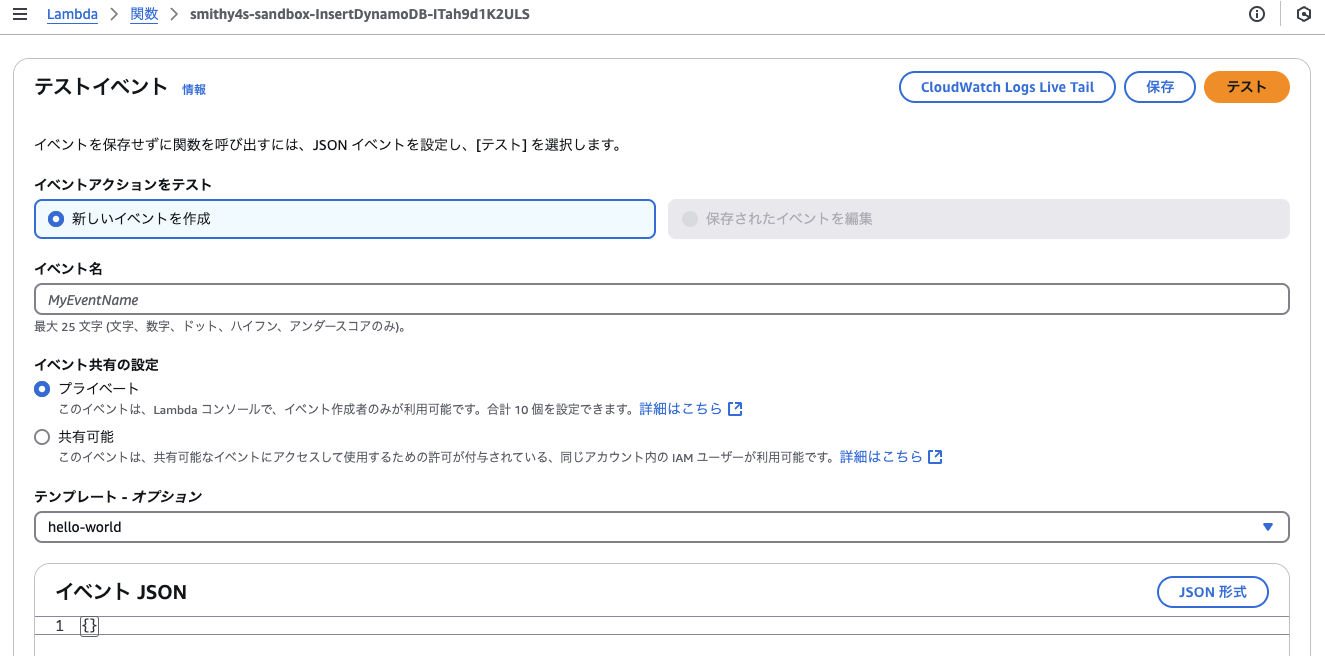 Lambda > 関数 > smithy4s-sandbox-InsertDynamoDB-ITah9d1K2ULS
テストイベント 情報
CloudWatch Logs Live Tail 保存 テスト
イベントを保存せずに関数を呼び出すには、JSON イベントを設定し、[テスト] を選択します。
イベントアクションをテスト
新しいイベントを作成 保存されたイベントを編集
イベント名
MyEventName
最大 25 文字 (文字、数字、ドット、ハイフン、アンダースコアのみ)。
イベント共有の設定
プライベート
このイベントは、Lambda コンソールで、イベント作成者のみが利用可能です。合計 10 個を設定できます。詳細はこちら
共有可能
このイベントは、共有可能なイベントにアクセスして使用するための許可が付与されている、同じアカウント内の IAM ユーザーが利用可能です。詳細はこちら
テンプレート - オプション
hello-world
イベント JSON JSON 形式
1 {}